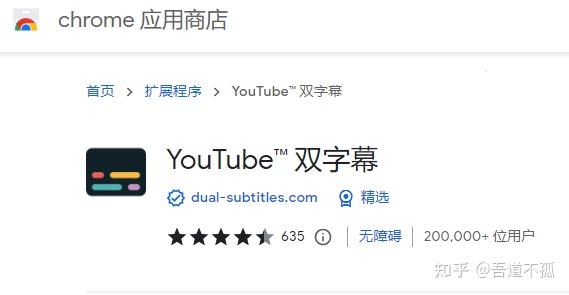 chrome 应用商店
首页 > 扩展程序 > YouTube™ 双字幕
YouTube™ 双字幕
dual-subtitles.com 精选
635 无障碍 200,000+ 位用户
知乎 @吾道不孤